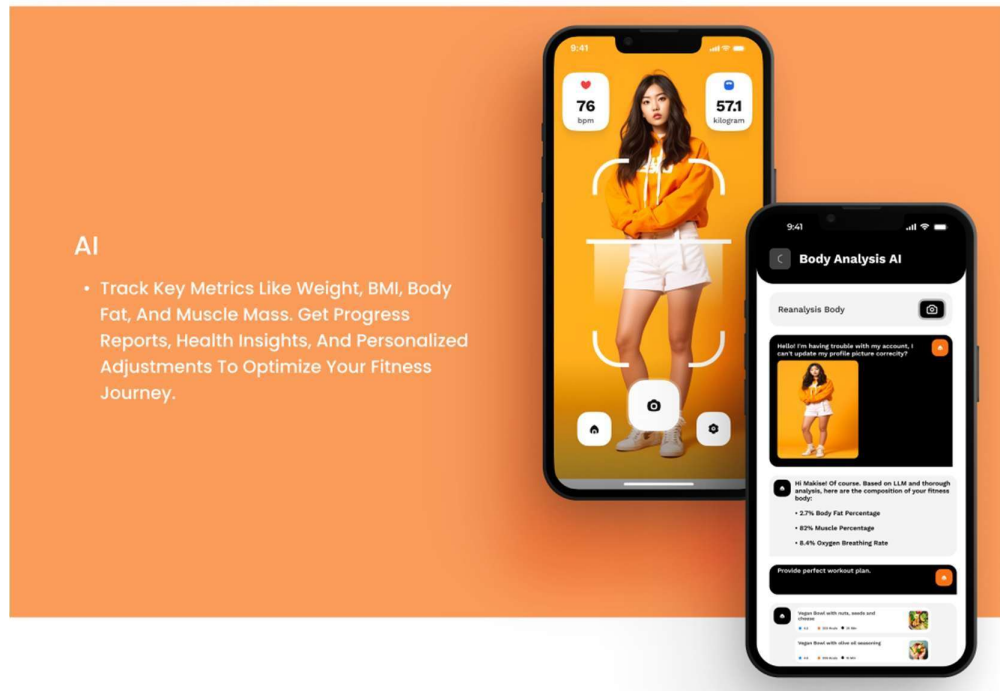 AI
• Track Key Metrics Like Weight, BMI, Body
Fat, And Muscle Mass. Get Progress
Reports, Health Insights, And Personalized
Adjustments To Optimize Your Fitness
Journey.
9:41
76
bpm
57.1
kilogram
9:41
Body Analysis AI
Reanalysis Body
Hello! I'm having trouble with my account, I
can't update my profile picture correcity?
Hi Makise! Of course. Based on LLM and thorough
analysis, here are the composition of your fitness
body:
• 2.7% Body Fat Percentage
• 82% Muscle Percentage
• 8.4% Oxygen Breathing Rate
Provide perfect workout plan.
Vegan Bowl with nuts, seeds and
cheese
Vegan Bowl with olive oil seasoning